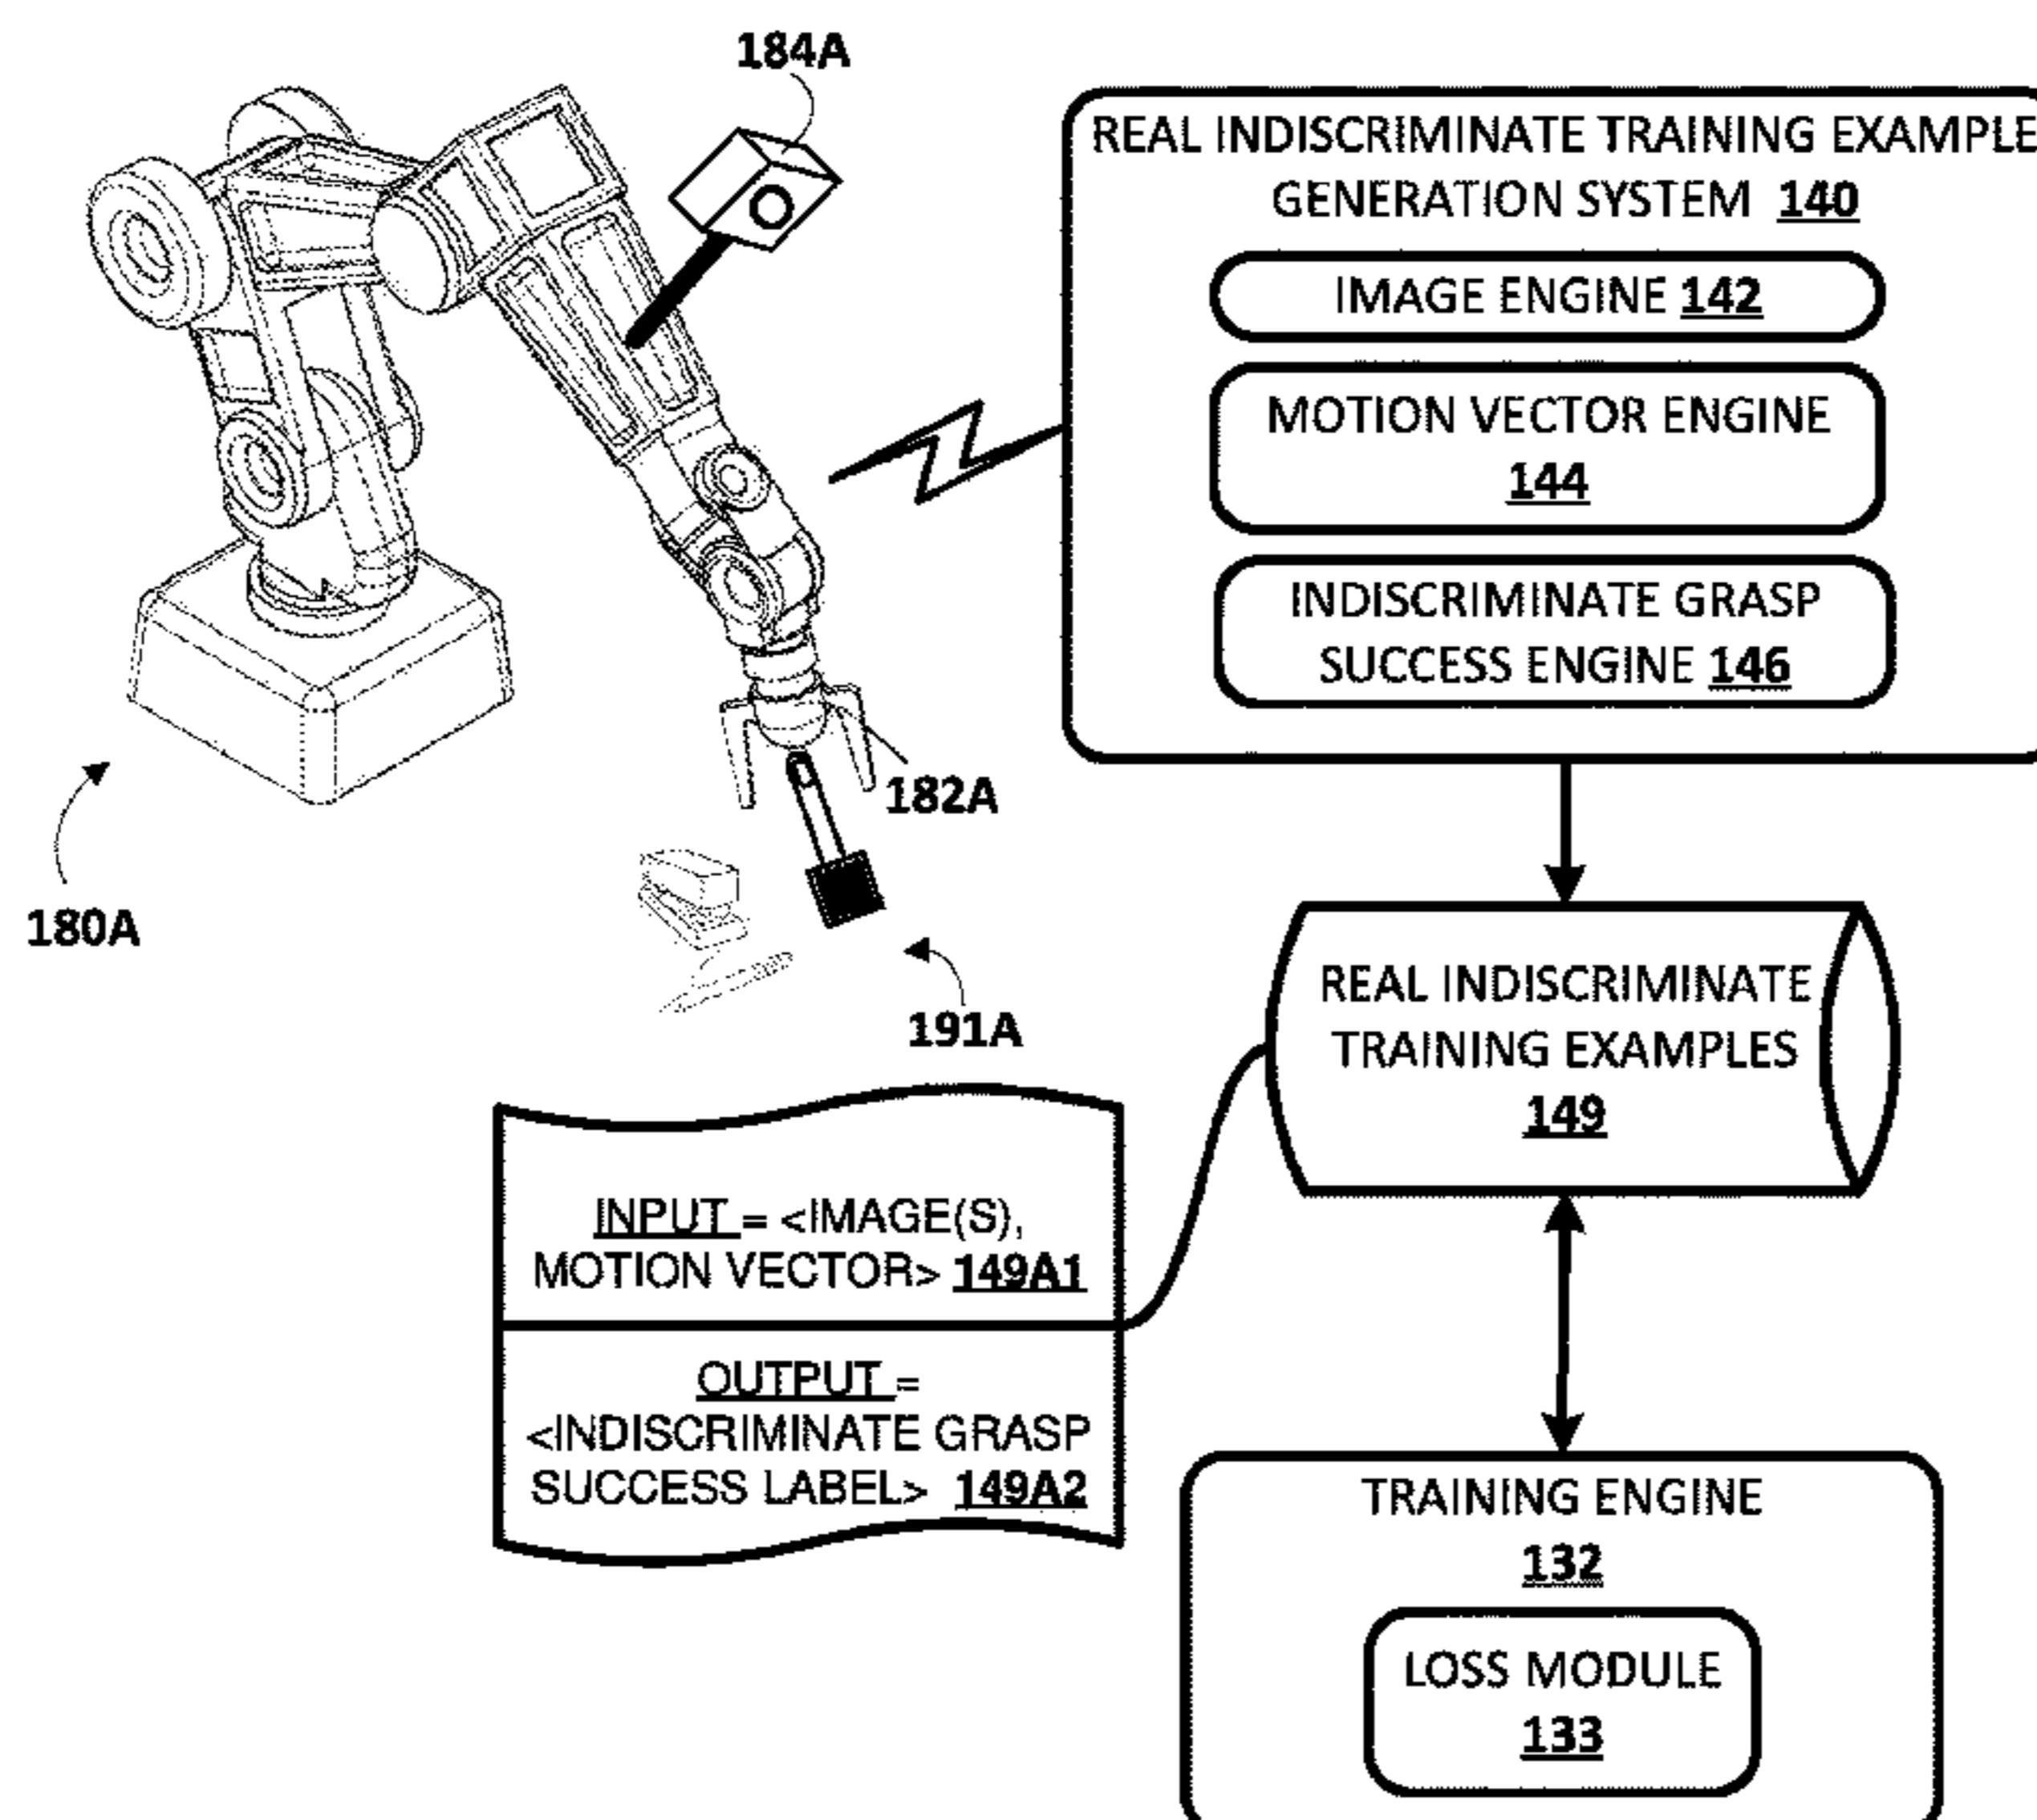 184A
REAL INDISCRIMINATE TRAINING EXAMPLE
GENERATION SYSTEM 140
IMAGE ENGINE 142
MOTION VECTOR ENGINE
144
INDISCRIMINATE GRASP
SUCCESS ENGINE 146
182A
180A
191A
REAL INDISCRIMINATE
TRAINING EXAMPLES
149
INPUT = <IMAGE(S),
MOTION VECTOR> 149A1
OUTPUT =
<INDISCRIMINATE GRASP
SUCCESS LABEL> 149A2
TRAINING ENGINE
132
LOSS MODULE
133